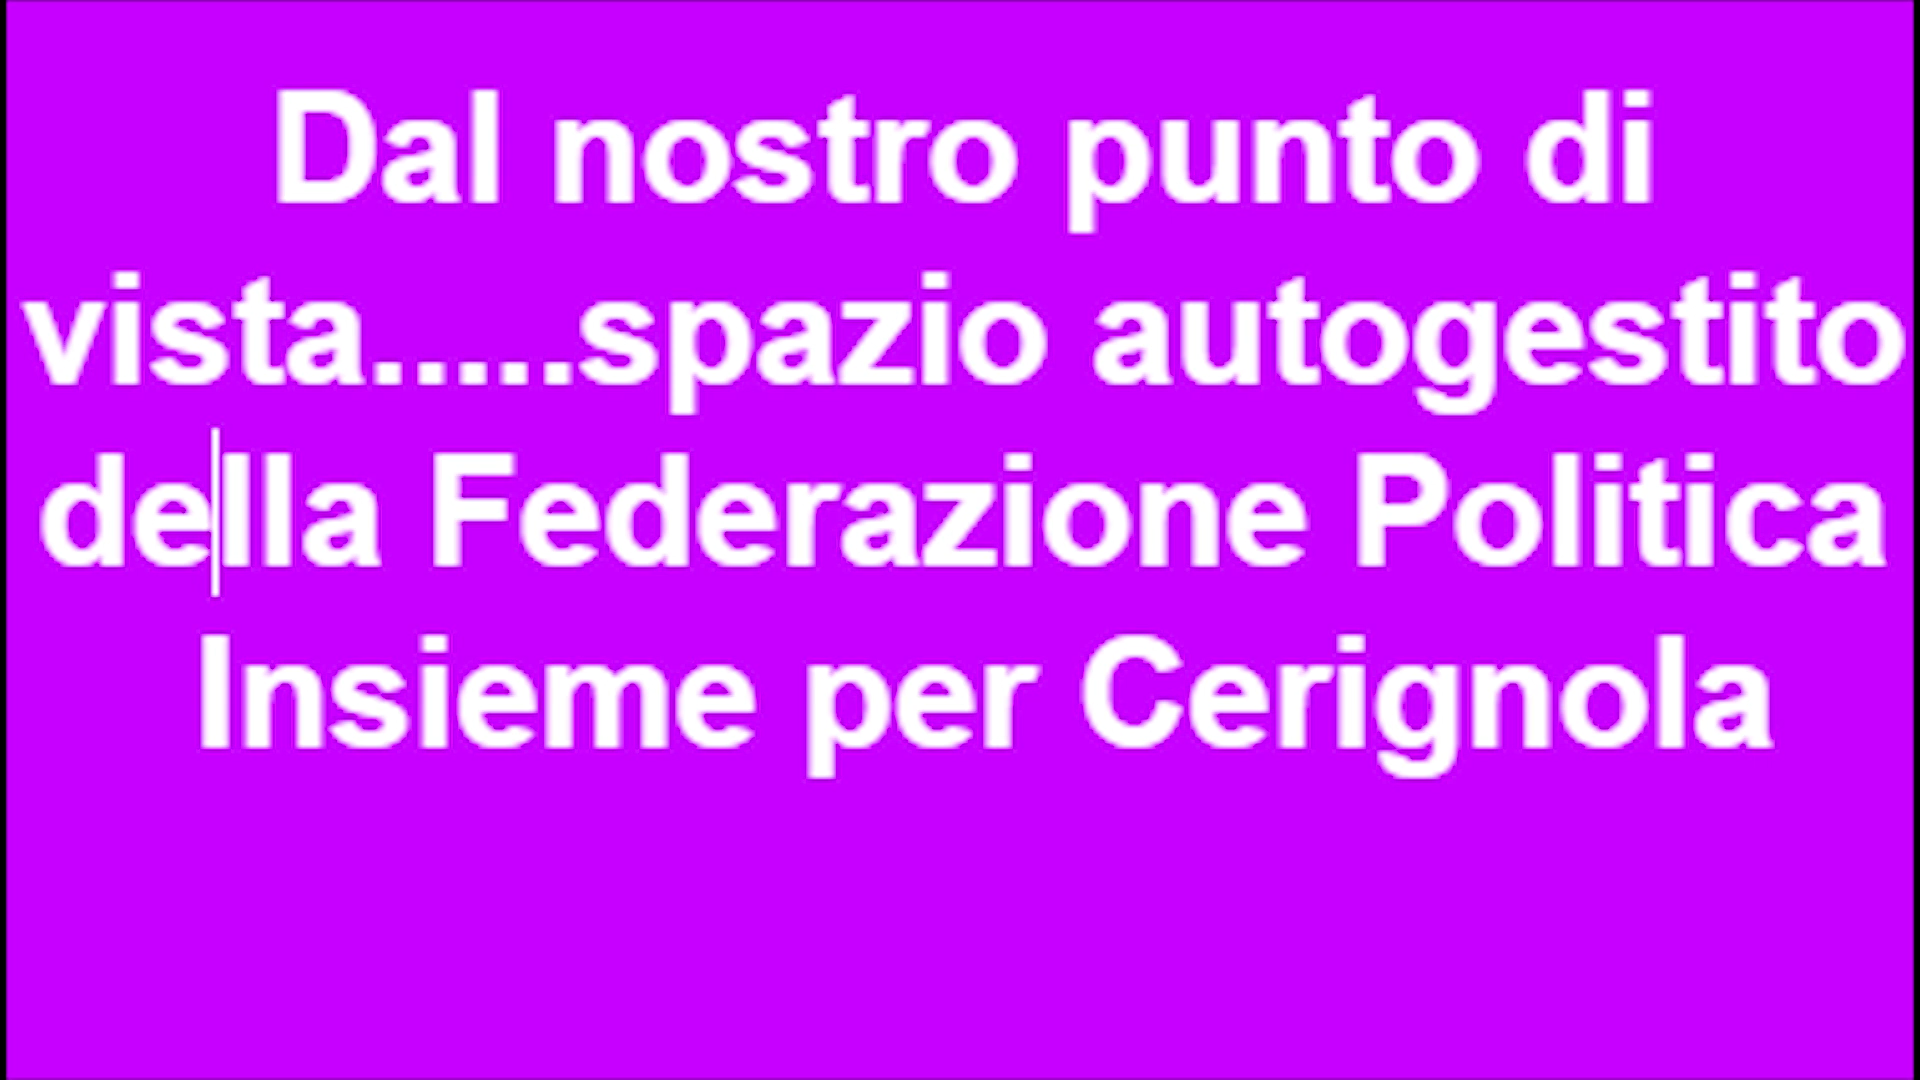 Dal nostro punto di
vista.....spazio autogestito
della Federazione Politica
Insieme per Cerignola